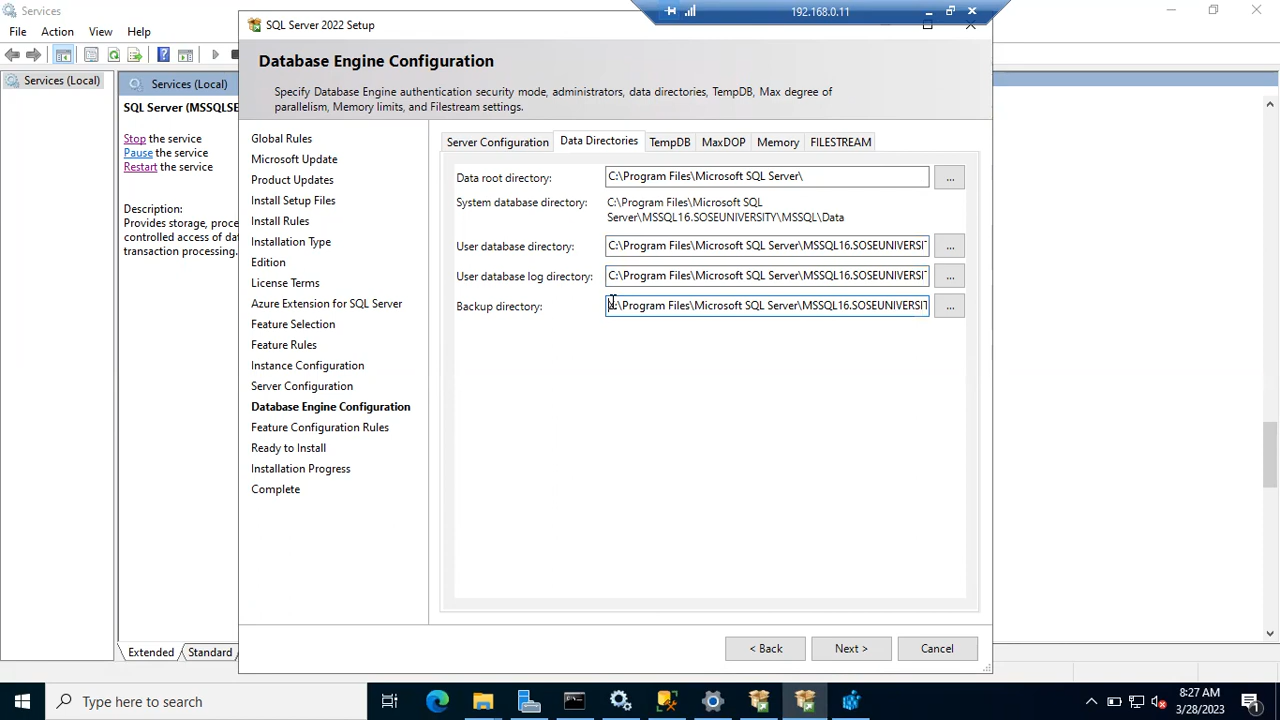 Services
192.168.0.11
SQL Server 2022 Setup
File Action View Help
Database Engine Configuration
Specify Database Engine authentication security mode, administrators, data directories, TempDB, Max degree of
parallelism, Memory limits, and Filestream settings.
Services (Local)
Services (Local)
SQL Server (MSSQLSE
Stop the service
Pause the service
Restart the service
Description:
Provides storage, proce
controlled access of dat
transaction processing.
Extended
Standard
Global Rules
Microsoft Update
Product Updates
Install Setup Files
Install Rules
Installation Type
Edition
License Terms
Azure Extension for SQL Server
Feature Selection
Feature Rules
Instance Configuration
Server Configuration
Database Engine Configuration
Feature Configuration Rules
Ready to Install
Installation Progress
Complete
Server Configuration Data Directories TempDB MaxDOP Memory FILESTREAM
Data root directory: C:\Program Files\Microsoft SQL Server\ ...
System database directory: C:\Program Files\Microsoft SQL
Server\MSSQL16.SOSEUNIVERSITY\MSSQL\Data
User database directory: C:\Program Files\Microsoft SQL Server\MSSQL16.SOSEUNIVERSIT ...
User database log directory: C:\Program Files\Microsoft SQL Server\MSSQL16.SOSEUNIVERSIT ...
Backup directory: C:\Program Files\Microsoft SQL Server\MSSQL16.SOSEUNIVERSIT ...
< Back Next > Cancel
Type here to search
8:27 AM
3/28/2023
1